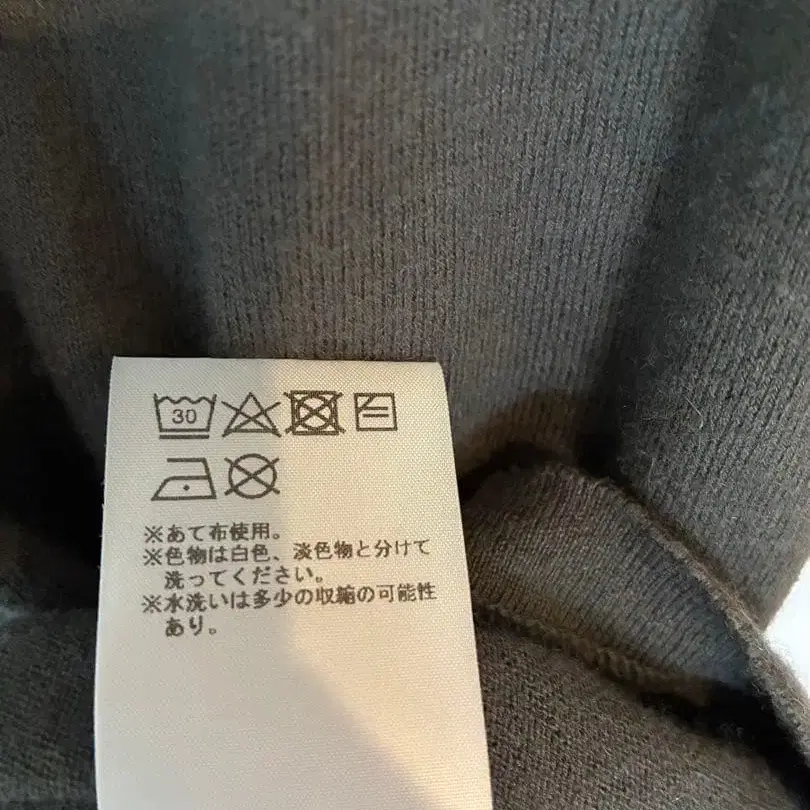 30
※あて布使用。
※色物は白色、淡色物と分けて
洗ってください。
※水洗いは多少の収縮の可能性
あり。